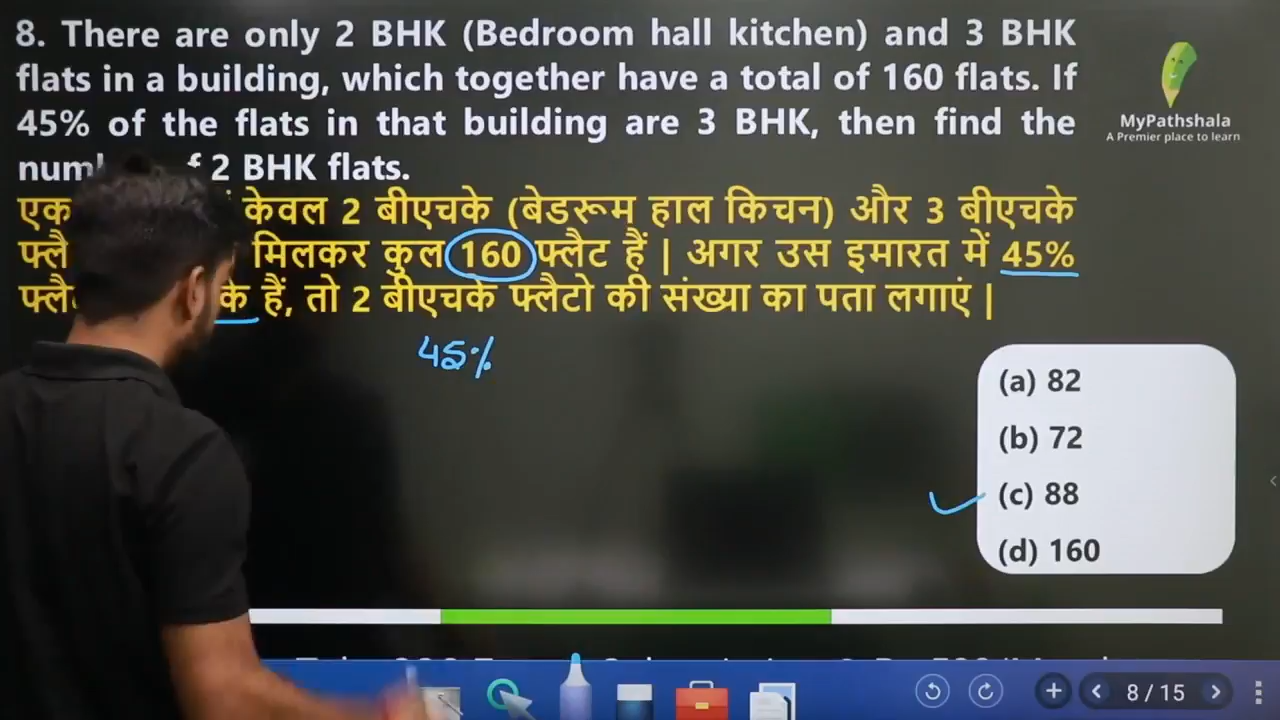 8. There are only 2 BHK (Bedroom hall kitchen) and 3 BHK
flats in a building, which together have a total of 160 flats. If
45% of the flats in that building are 3 BHK, then find the
2 BHK flats.
एक केवल 2 बीएचके (बेडरूम हाल किचन) और 3 बीएचके
मिलकर कुल 160 फ्लैट हैं | अगर उस इमारत में 45%
हैं, तो 2 बीएचके फ्लैटो की संख्या का पता लगाएं |
45%
(a) 82
(b) 72
(c) 88
(d) 160
MyPathshala
A Premier place to learn
8 / 15